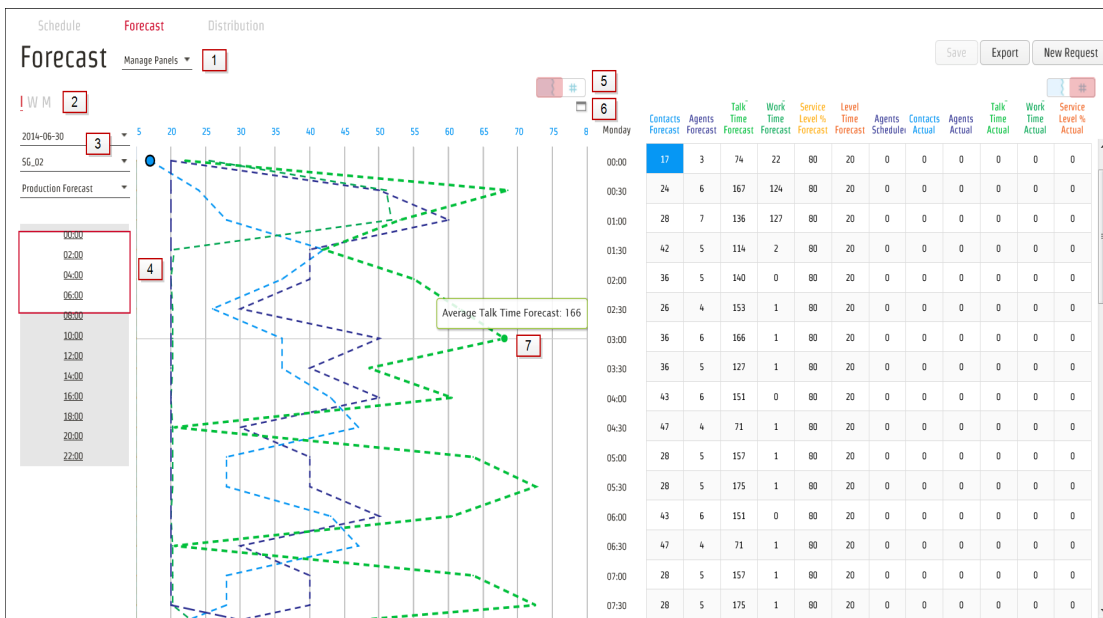 Schedule Forecast Distribution
Forecast Manage Panels 1 Save Export New Request
I W M 2 5 # #
6
2014-06-30 3
SG_02
Production Forecast
00:00
02:00
04:00
06:00
08:00
10:00
12:00
14:00
16:00
18:00
20:00
22:00
4
5 20 25 30 35 40 45 50 55 60 65 70 75 8
Average Talk Time Forecast: 166
7
Monday Contacts Forecast Agents Forecast Talk Time Forecast Work Time Forecast Service Level % Forecast Level Time Forecast Agents Scheduled Contacts Actual Agents Actual Talk Time Actual Work Time Actual Service Level % Actual
00:00 17 3 74 22 80 20 0 0 0 0 0 0
00:30 24 6 167 124 80 20 0 0 0 0 0 0
01:00 28 7 136 127 80 20 0 0 0 0 0 0
01:30 42 5 114 2 80 20 0 0 0 0 0 0
02:00 36 5 140 0 80 20 0 0 0 0 0 0
02:30 26 4 153 1 80 20 0 0 0 0 0 0
03:00 36 6 166 1 80 20 0 0 0 0 0 0
03:30 36 5 127 1 80 20 0 0 0 0 0 0
04:00 43 6 151 0 80 20 0 0 0 0 0 0
04:30 47 4 71 1 80 20 0 0 0 0 0 0
05:00 28 5 157 1 80 20 0 0 0 0 0 0
05:30 28 5 175 1 80 20 0 0 0 0 0 0
06:00 43 6 151 0 80 20 0 0 0 0 0 0
06:30 47 4 71 1 80 20 0 0 0 0 0 0
07:00 28 5 157 1 80 20 0 0 0 0 0 0
07:30 28 5 175 1 80 20 0 0 0 0 0 0